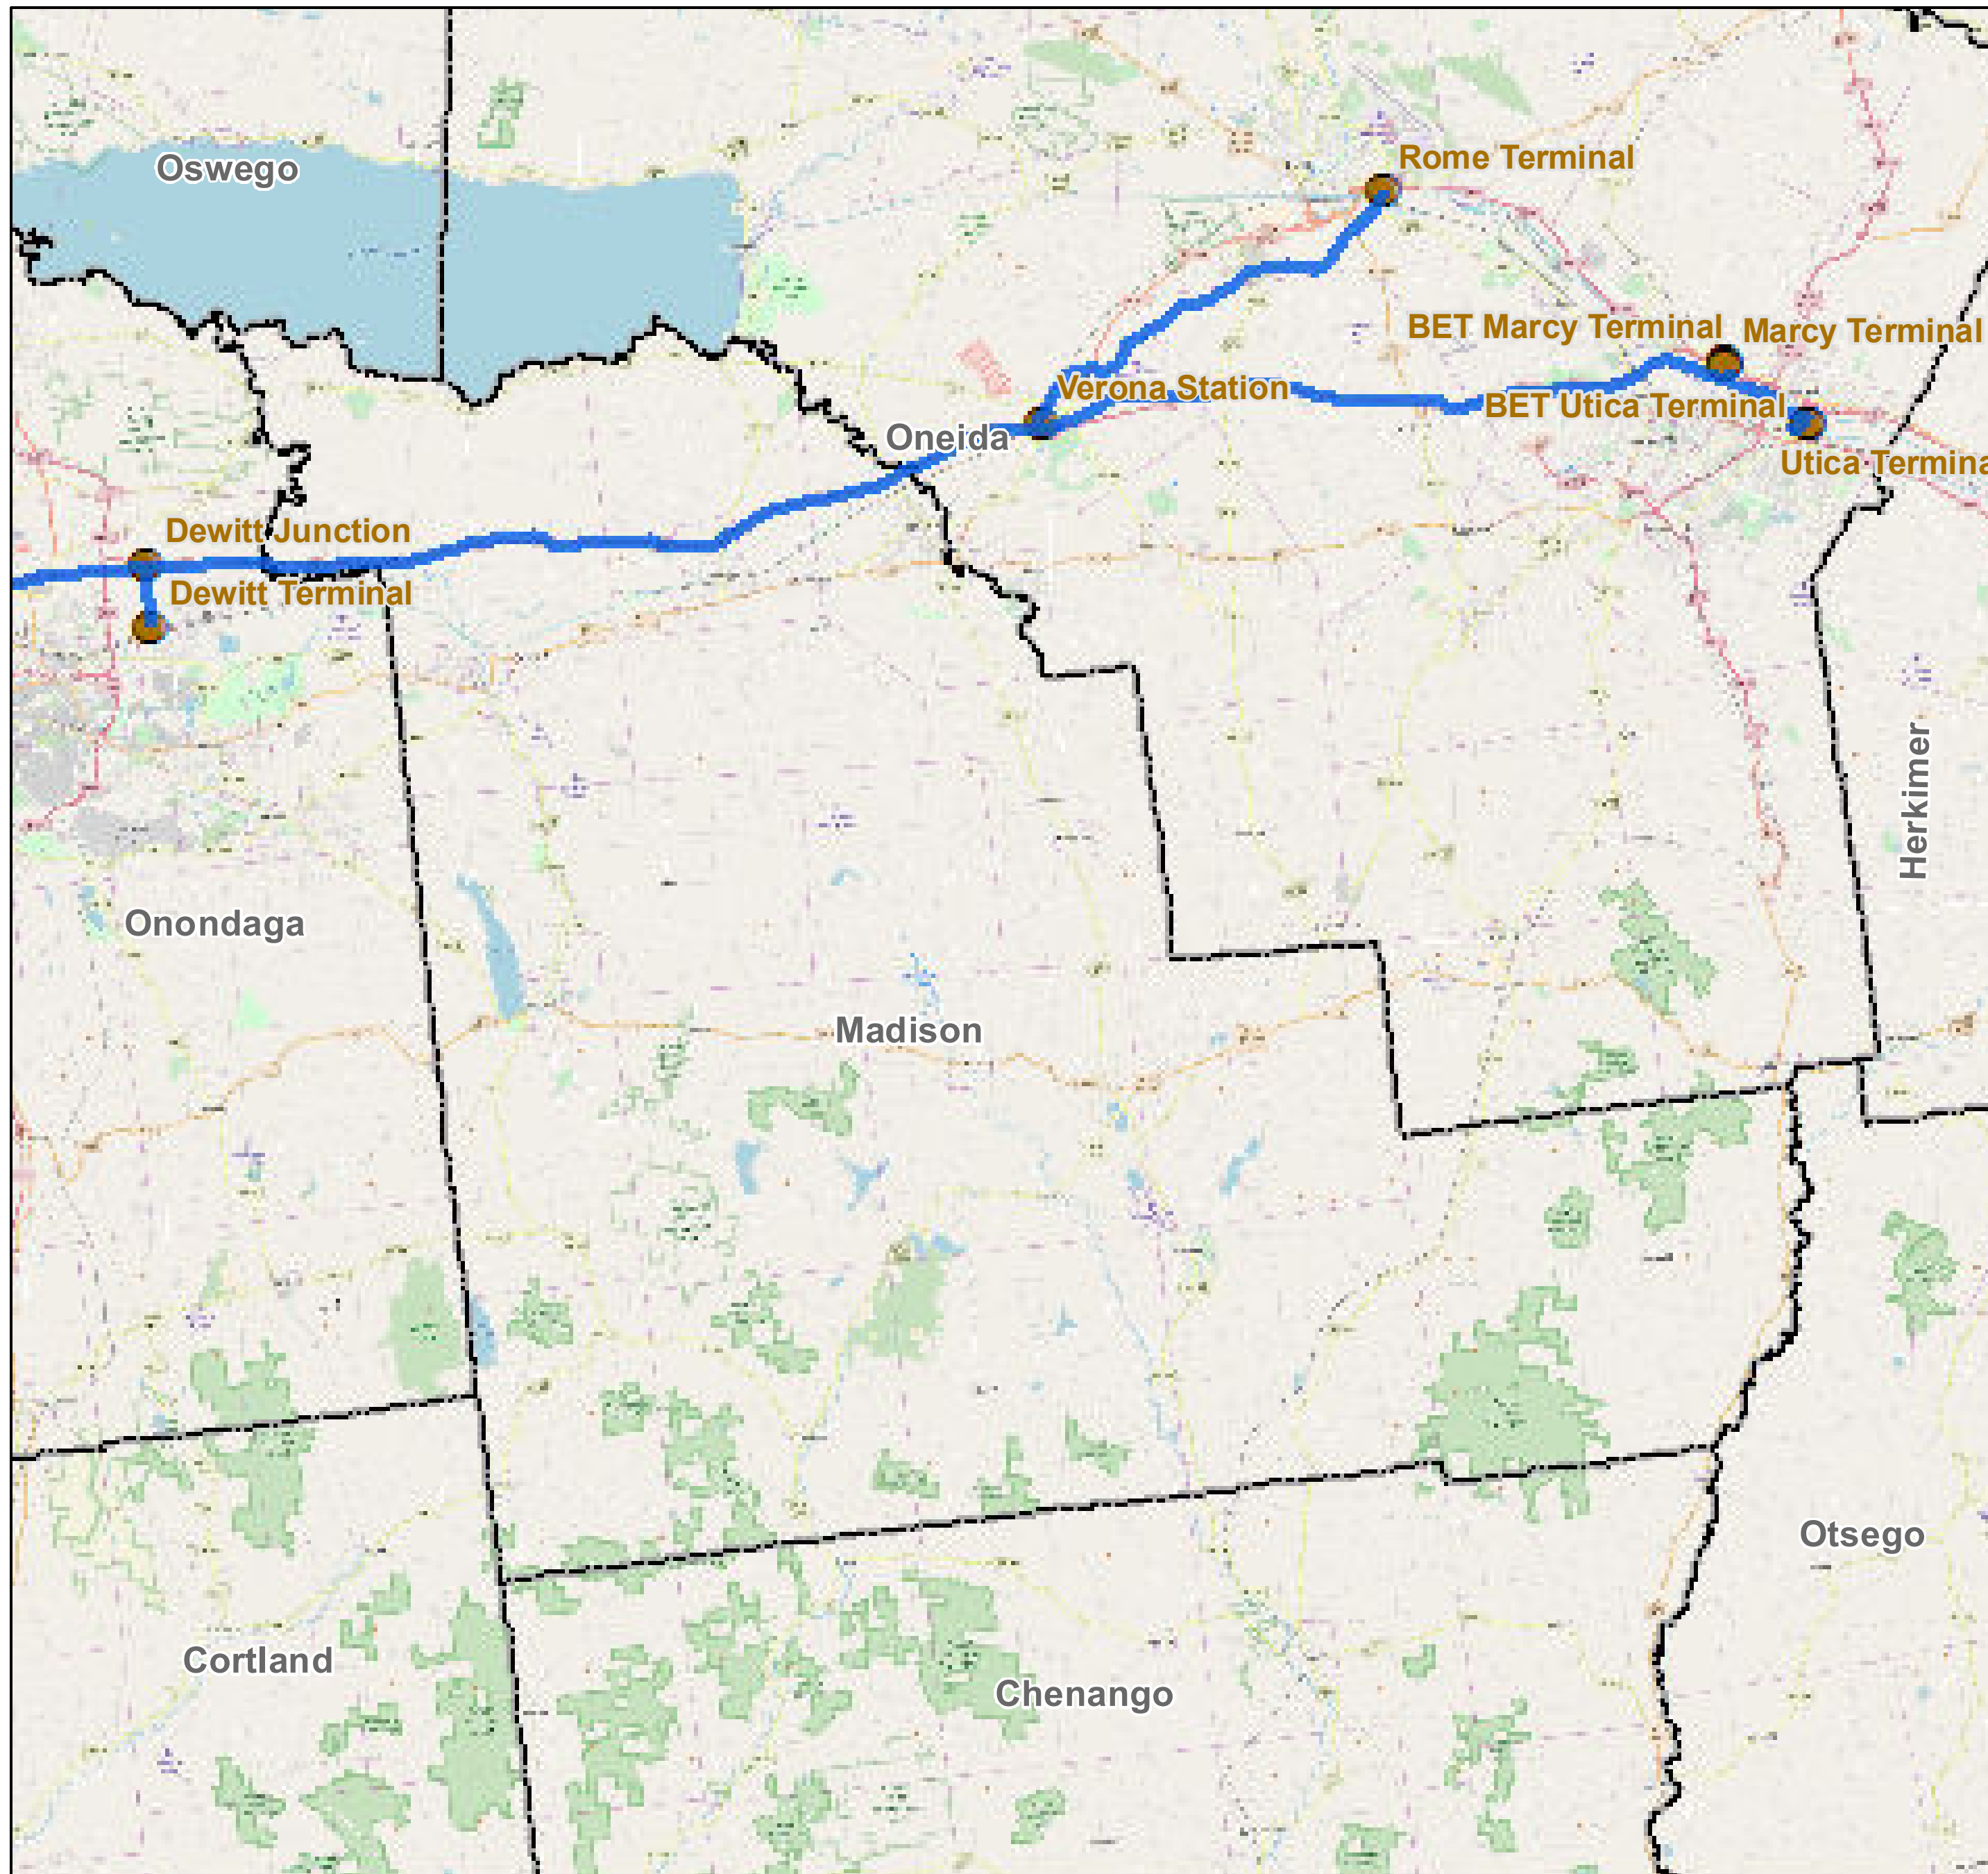 Oswego
Rome Terminal
BET Marcy Terminal
Marcy Terminal
Verona Station
BET Utica Terminal
Oneida
Utica Termina
Dewitt Junction
Dewitt Terminal
Herkimer
Onondaga
Madison
Otsego
Cortland
Chenango